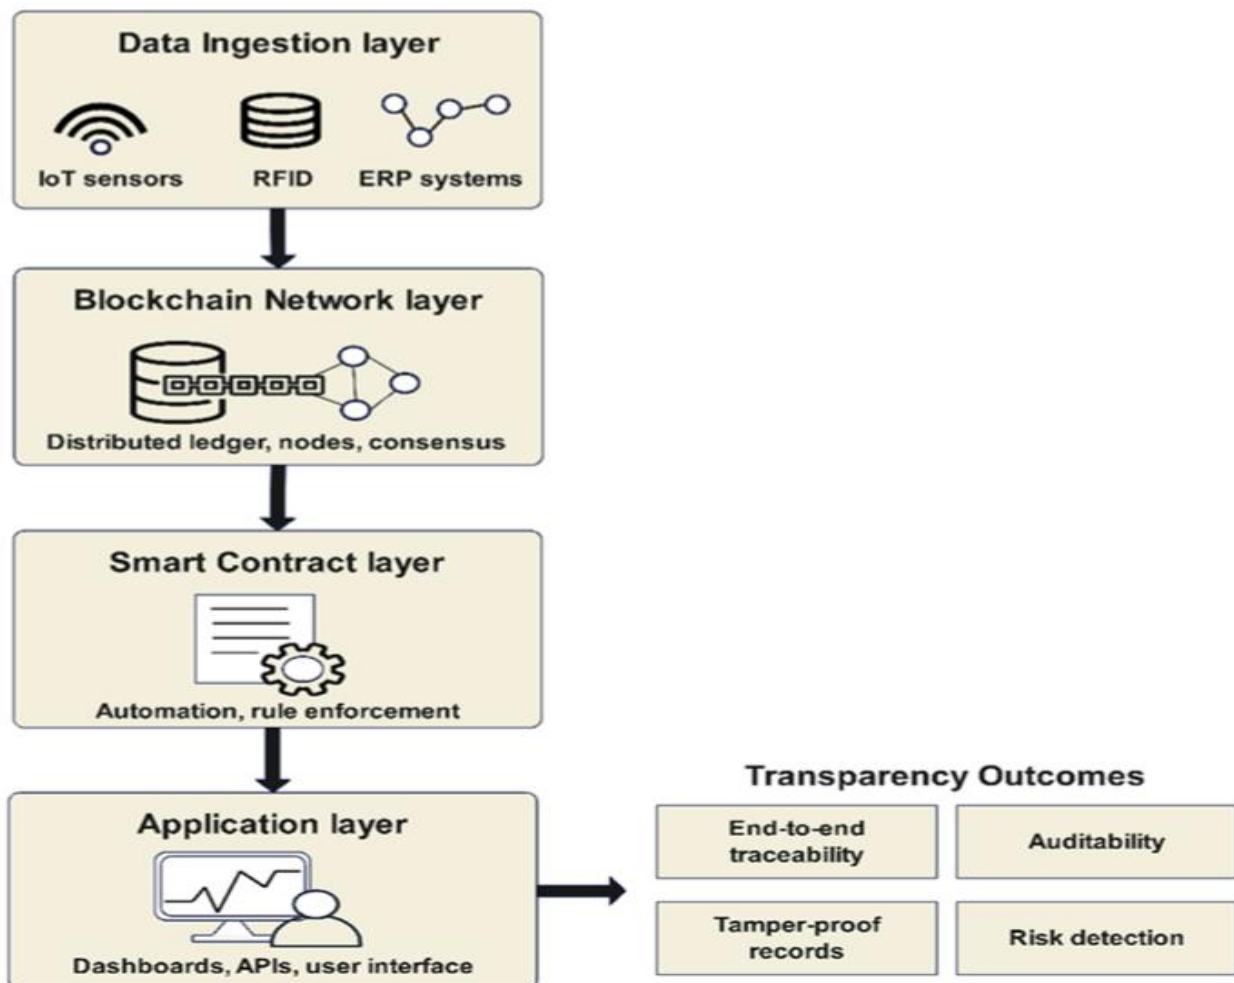 Data Ingestion layer
IoT sensors
RFID
ERP systems
Blockchain Network layer
Distributed ledger, nodes, consensus
Smart Contract layer
Automation, rule enforcement
Application layer
Dashboards, APIs, user interface
Transparency Outcomes
End-to-end
traceability
Auditability
Tamper-proof
records
Risk detection